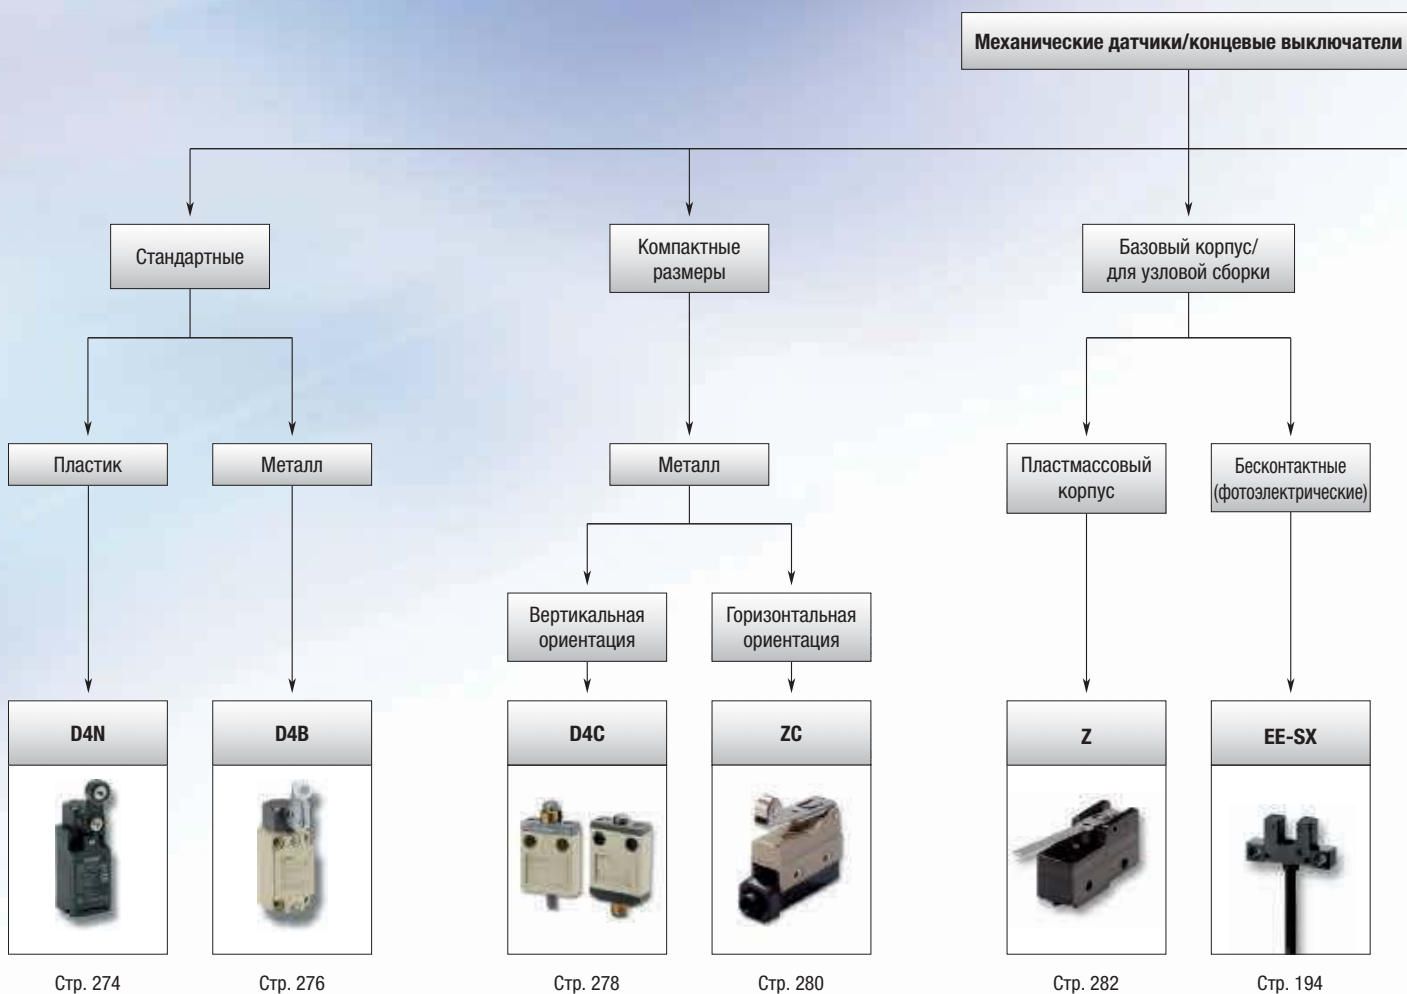 Механические датчики/концевые выключатели
Стандартные
Компактные
размеры
Базовый корпус/
для узловой сборки
Пластик
Металл
Металл
Пластмассовый
корпус
Бесконтактные
(фотоэлектрические)
Вертикальная
ориентация
Горизонтальная
ориентация
D4N
D4B
D4C
ZC
Z
EE-SX
Стр. 274
Стр. 276
Стр. 278
Стр. 280
Стр. 282
Стр. 194